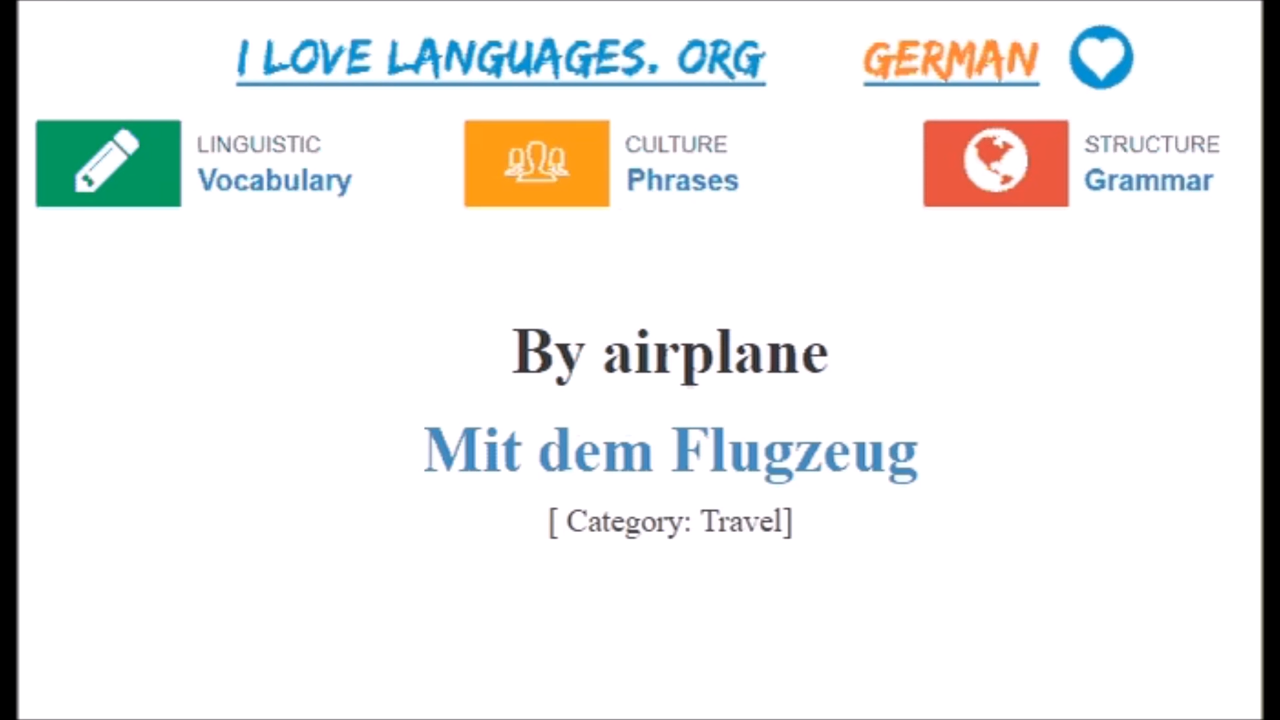 I LOVE LANGUAGES. ORG GERMAN
LINGUISTIC CULTURE STRUCTURE
Vocabulary Phrases Grammar
By airplane
Mit dem Flugzeug
[ Category: Travel]